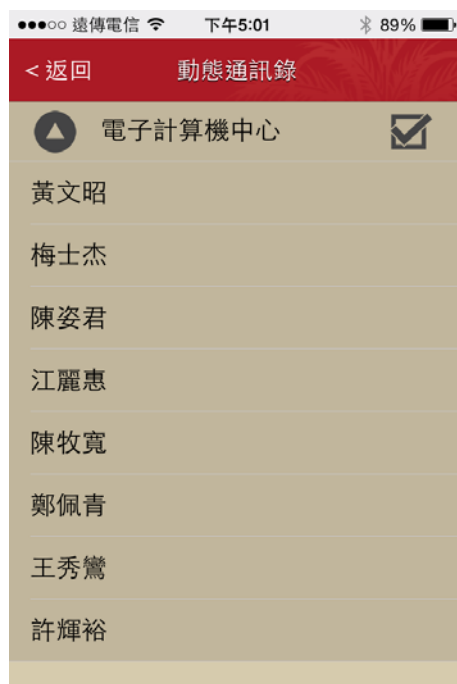 遠傳電信 下午5:01 89%
<返回 動態通訊錄
電子計算機中心
黃文昭
梅士杰
陳姿君
江麗惠
陳牧寬
鄭佩青
王秀鸞
許輝裕